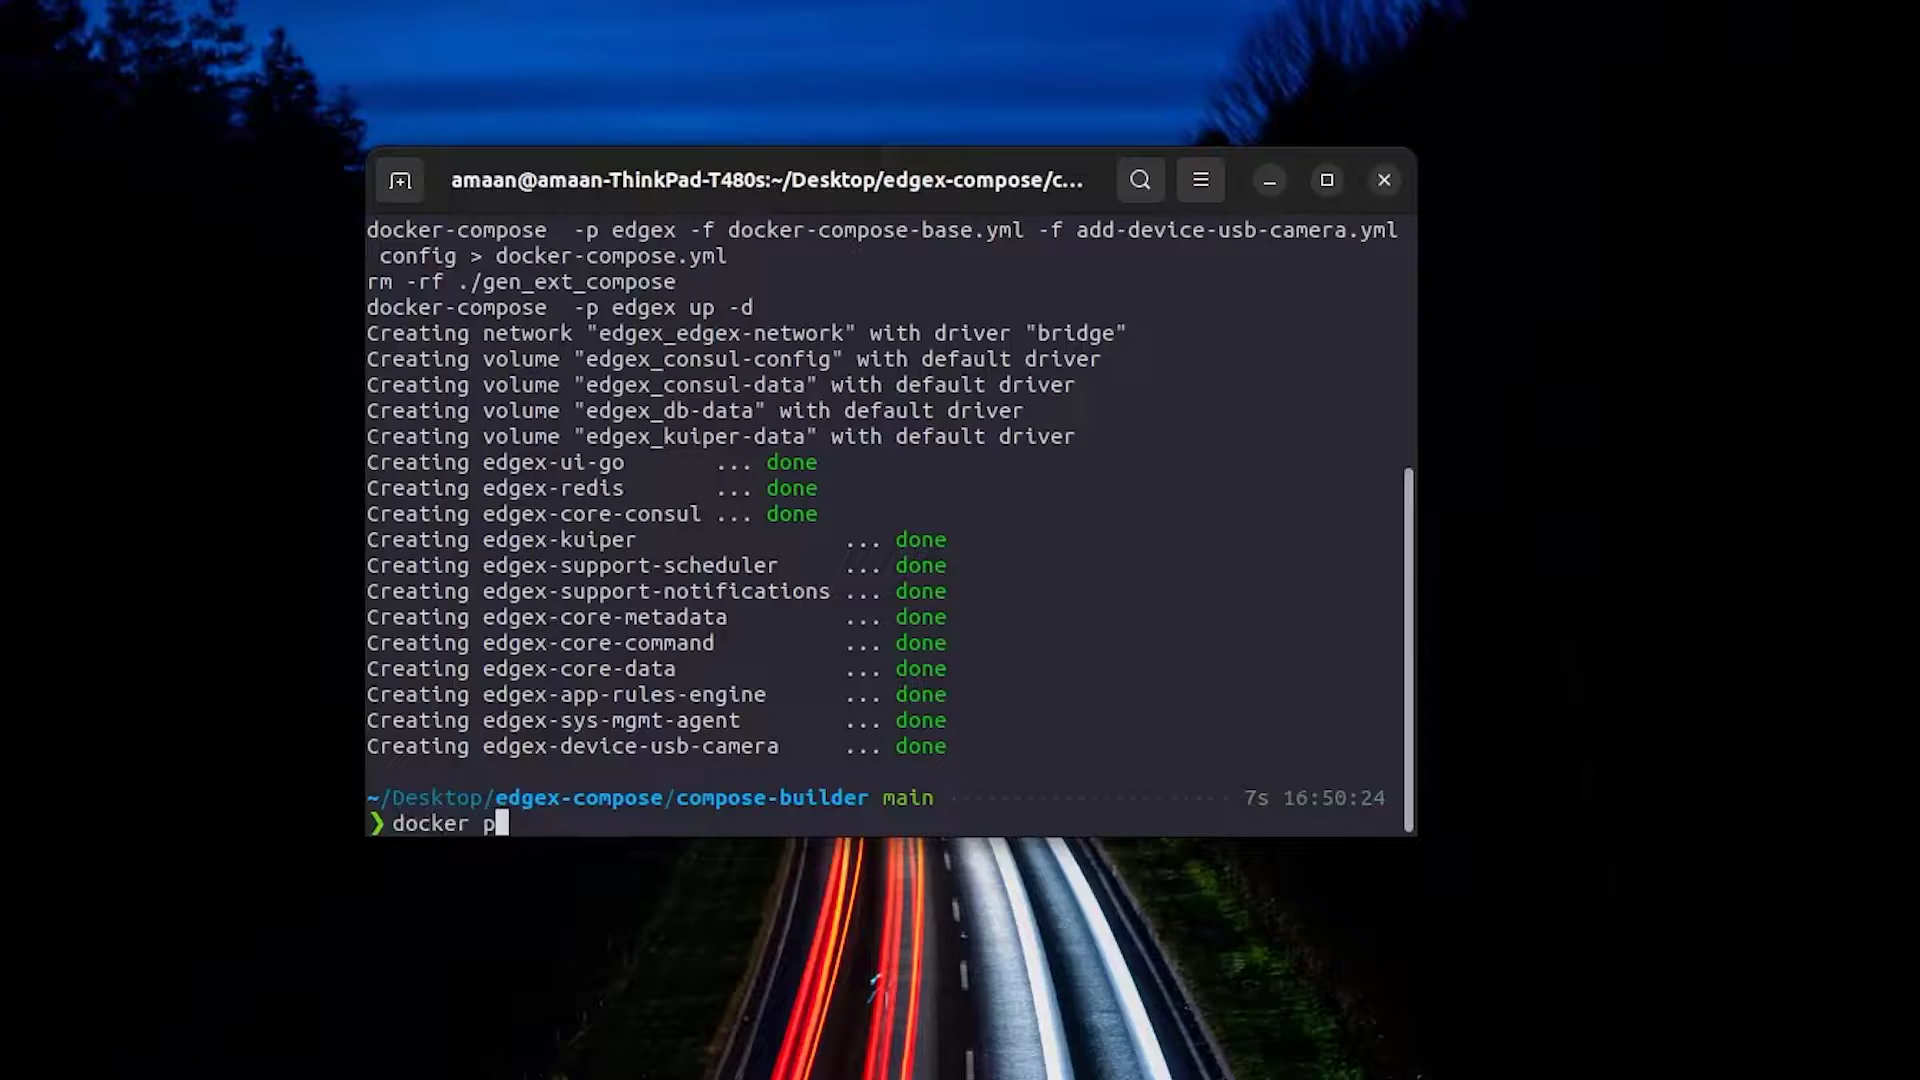 amaan@amaan-ThinkPad-T480s:~/Desktop/edgex-compose/c...
docker-compose  -p edgex -f docker-compose-base.yml -f add-device-usb-camera.yml
 config > docker-compose.yml
rm -rf ./gen_ext_compose
docker-compose  -p edgex up -d
Creating network "edgex_edgex-network" with driver "bridge"
Creating volume "edgex_consul-config" with default driver
Creating volume "edgex_consul-data" with default driver
Creating volume "edgex_db-data" with default driver
Creating volume "edgex_kuiper-data" with default driver
Creating edgex-ui-go       ... done
Creating edgex-redis       ... done
Creating edgex-core-consul ... done
Creating edgex-kuiper                ... done
Creating edgex-support-scheduler     ... done
Creating edgex-support-notifications ... done
Creating edgex-core-metadata         ... done
Creating edgex-core-command          ... done
Creating edgex-core-data             ... done
Creating edgex-app-rules-engine      ... done
Creating edgex-sys-mgmt-agent        ... done
Creating edgex-device-usb-camera     ... done
~/Desktop/edgex-compose/compose-builder main 7s 16:50:24
❯ docker p